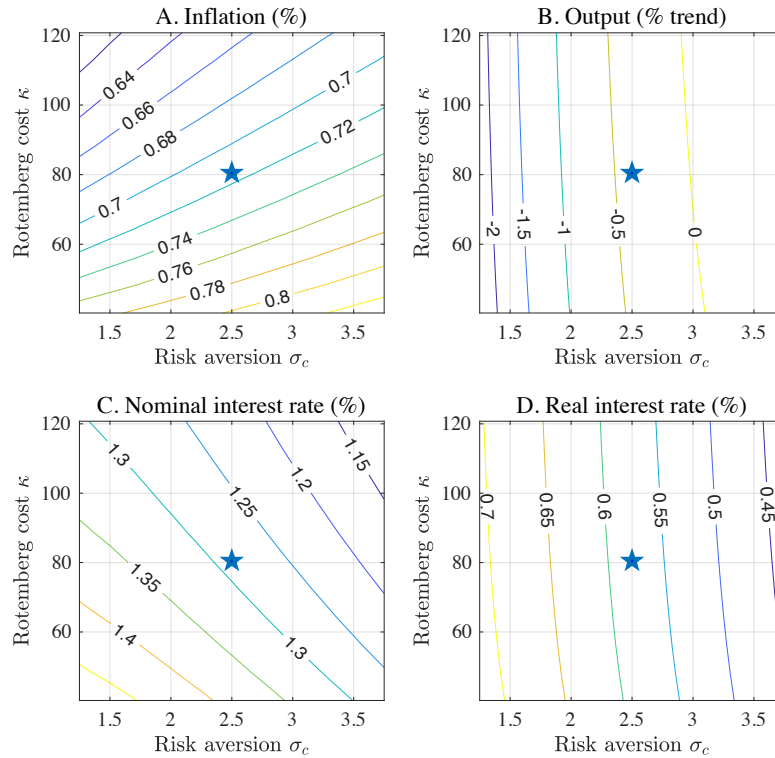 A. Inflation (%)
120
100
80
60
Rotemberg cost κ
0.64
0.66
0.68
0.7
0.7
0.72
0.74
0.76
0.78
0.8
1.5 2 2.5 3 3.5
Risk aversion σc
B. Output (% trend)
120
100
80
60
Rotemberg cost κ
-2
-1.5
-1
-0.5
0
1.5 2 2.5 3 3.5
Risk aversion σc
C. Nominal interest rate (%)
120
100
80
60
Rotemberg cost κ
1.3
1.25
1.2
1.15
1.35
1.4
1.3
1.5 2 2.5 3 3.5
Risk aversion σc
D. Real interest rate (%)
120
100
80
60
Rotemberg cost κ
0.7
0.65
0.6
0.55
0.5
0.45
1.5 2 2.5 3 3.5
Risk aversion σc